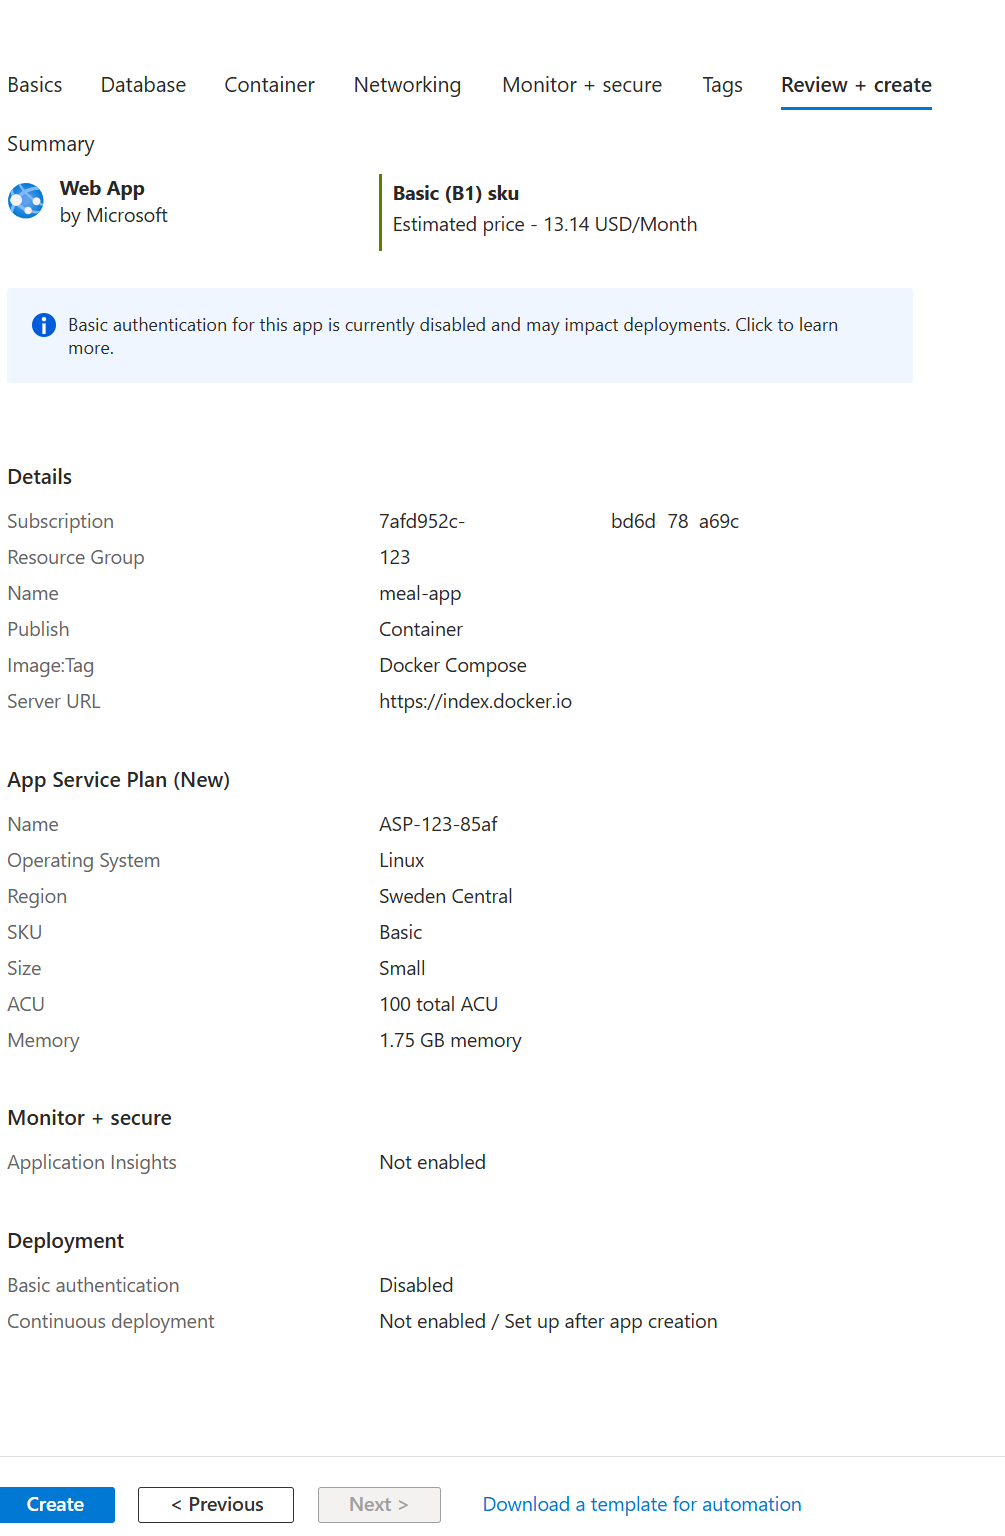 Basics Database Container Networking Monitor + secure Tags Review + create
Summary
Web App
by Microsoft
Basic (B1) sku
Estimated price - 13.14 USD/Month
Basic authentication for this app is currently disabled and may impact deployments. Click to learn
more.
Details
Subscription 7afd952c- bd6d 78 a69c
Resource Group 123
Name meal-app
Publish Container
Image:Tag Docker Compose
Server URL https://index.docker.io
App Service Plan (New)
Name ASP-123-85af
Operating System Linux
Region Sweden Central
SKU Basic
Size Small
ACU 100 total ACU
Memory 1.75 GB memory
Monitor + secure
Application Insights Not enabled
Deployment
Basic authentication Disabled
Continuous deployment Not enabled / Set up after app creation
Create < Previous Next > Download a template for automation